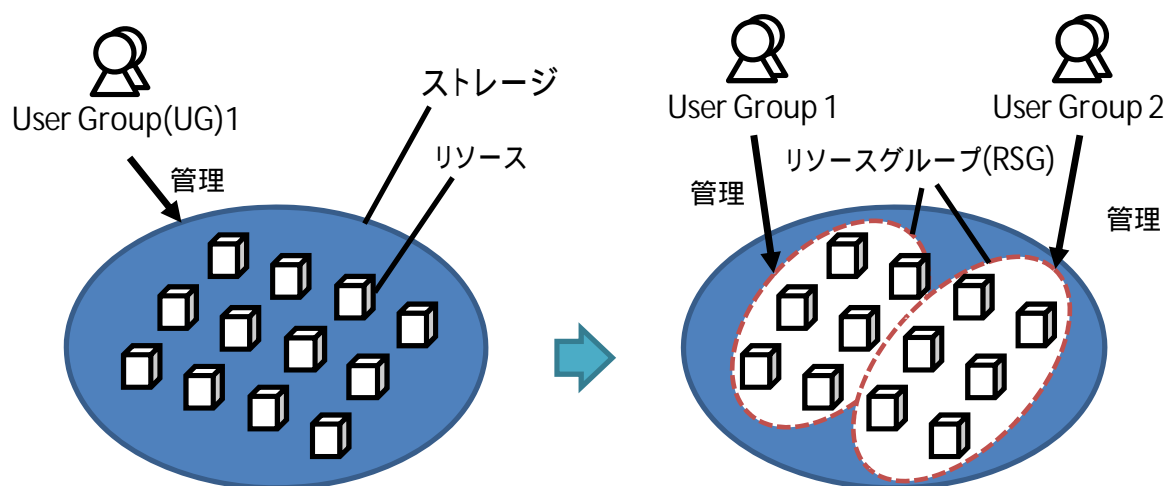 User Group(UG)1
管理
ストレージ
リソース
User Group 1
User Group 2
リソースグループ(RSG)
管理
管理